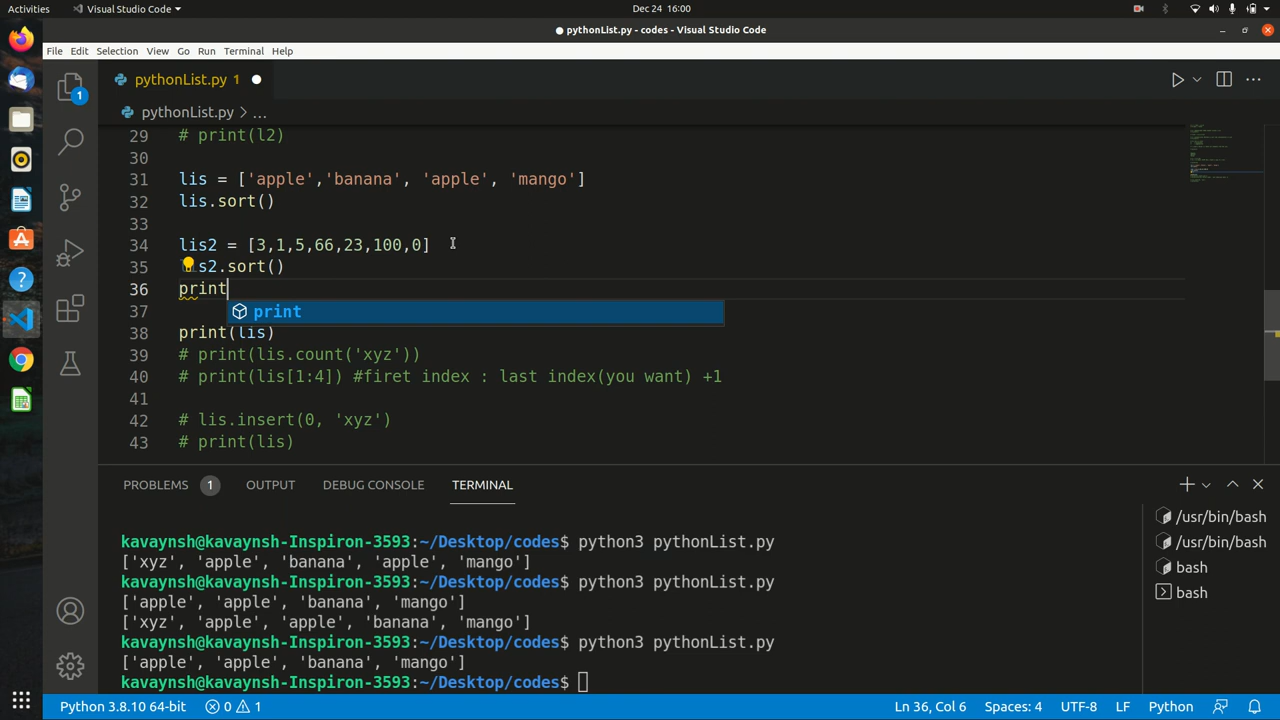 Activities
Visual Studio Code
Dec 24 16:00
pythonList.py - codes - Visual Studio Code
File Edit Selection View Go Run Terminal Help
1
pythonList.py 1
pythonList.py > ...
29 # print(l2)
30
31 lis = ['apple','banana', 'apple', 'mango']
32 lis.sort()
33
34 lis2 = [3,1,5,66,23,100,0]
35 s2.sort()
36 print
37 print
38 print(lis)
39 # print(lis.count('xyz'))
40 # print(lis[1:4]) #firet index : last index(you want) +1
41
42 # lis.insert(0, 'xyz')
43 # print(lis)
PROBLEMS 1 OUTPUT DEBUG CONSOLE TERMINAL
kavaynsh@kavaynsh-Inspiron-3593:~/Desktop/codes$ python3 pythonList.py
['xyz', 'apple', 'banana', 'apple', 'mango']
kavaynsh@kavaynsh-Inspiron-3593:~/Desktop/codes$ python3 pythonList.py
['apple', 'apple', 'banana', 'mango']
['xyz', 'apple', 'apple', 'banana', 'mango']
kavaynsh@kavaynsh-Inspiron-3593:~/Desktop/codes$ python3 pythonList.py
['apple', 'apple', 'banana', 'mango']
kavaynsh@kavaynsh-Inspiron-3593:~/Desktop/codes$
/usr/bin/bash
/usr/bin/bash
bash
bash
Python 3.8.10 64-bit 0 1 Ln 36, Col 6 Spaces: 4 UTF-8 LF Python